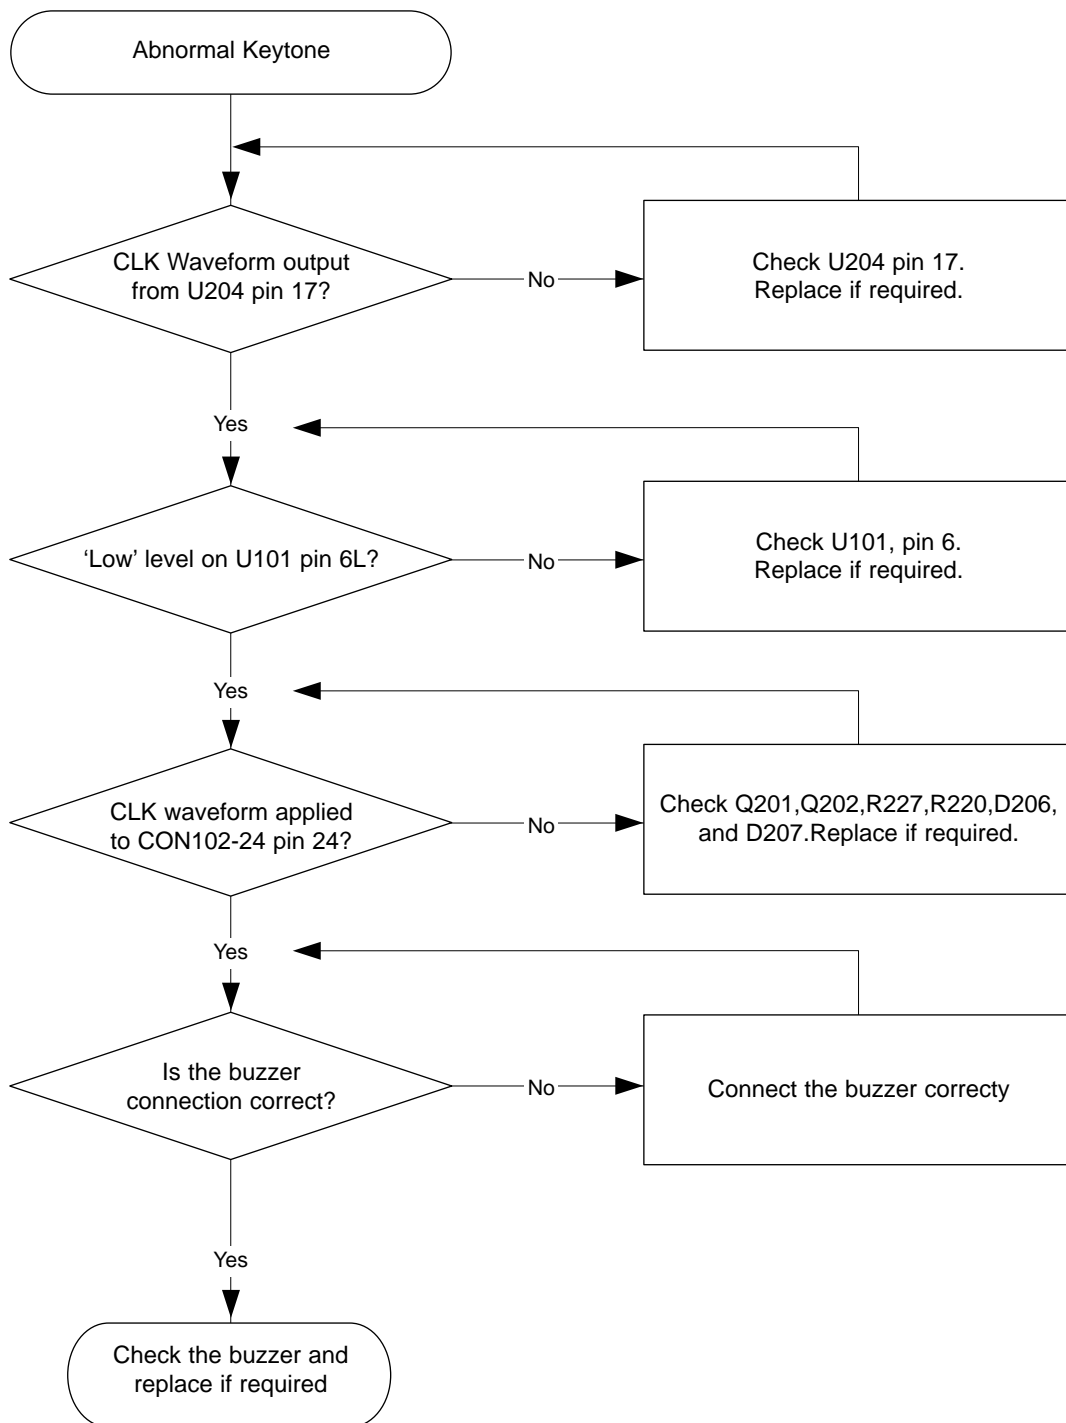 Abnormal Keytone
CLK Waveform output
from U204 pin 17?
No
Check U204 pin 17.
Replace if required.
Yes
‘Low’ level on U101 pin 6L?
No
Check U101, pin 6.
Replace if required.
Yes
CLK waveform applied
to CON102-24 pin 24?
No
Check Q201,Q202,R227,R220,D206,
and D207.Replace if required.
Yes
Is the buzzer
connection correct?
No
Connect the buzzer correcty
Yes
Check the buzzer and
replace if required